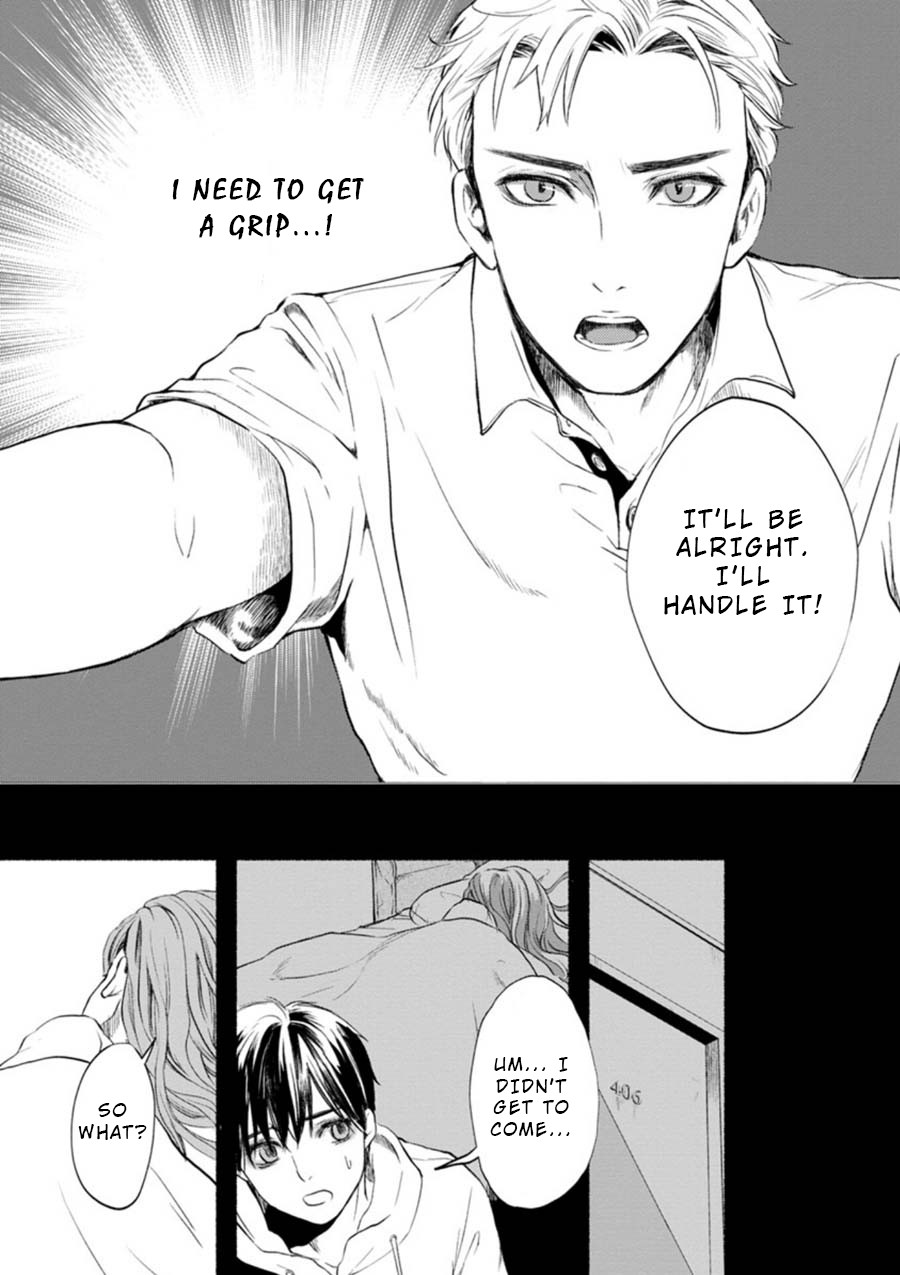 I NEED TO GET
A GRIP...!
IT'LL BE
ALRIGHT.
I'LL
HANDLE IT!
406
UM... I
DIDN'T
GET TO
COME...
SO
WHAT?